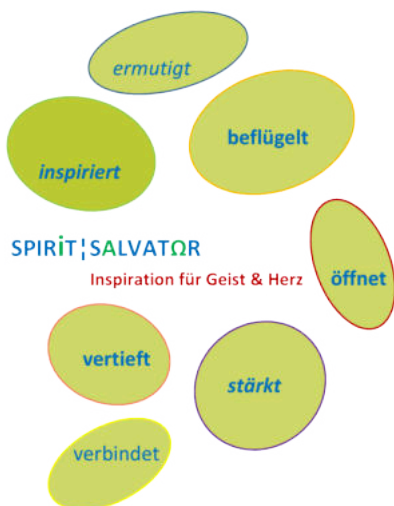 ermutigt
beflügelt
inspiriert
SPIRiT¦SALVATΩR
Inspiration für Geist & Herz
öffnet
vertieft
stärkt
verbindet